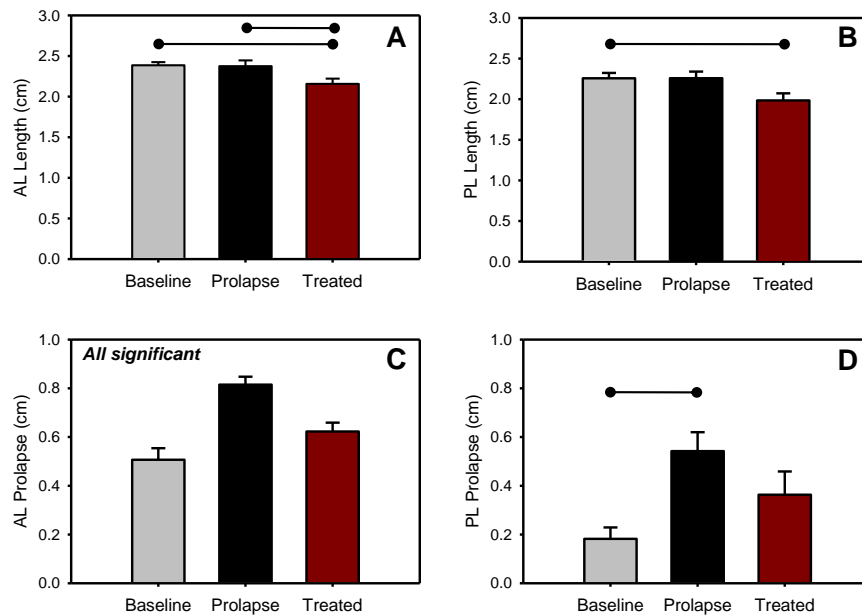 A
AL Length (cm)
3.0
2.5
2.0
1.5
1.0
0.5
0.0
Baseline Prolapse Treated
B
PL Length (cm)
3.0
2.5
2.0
1.5
1.0
0.5
0.0
Baseline Prolapse Treated
All significant
C
AL Prolapse (cm)
1.0
0.8
0.6
0.4
0.2
0.0
Baseline Prolapse Treated
D
PL Prolapse (cm)
1.0
0.8
0.6
0.4
0.2
0.0
Baseline Prolapse Treated